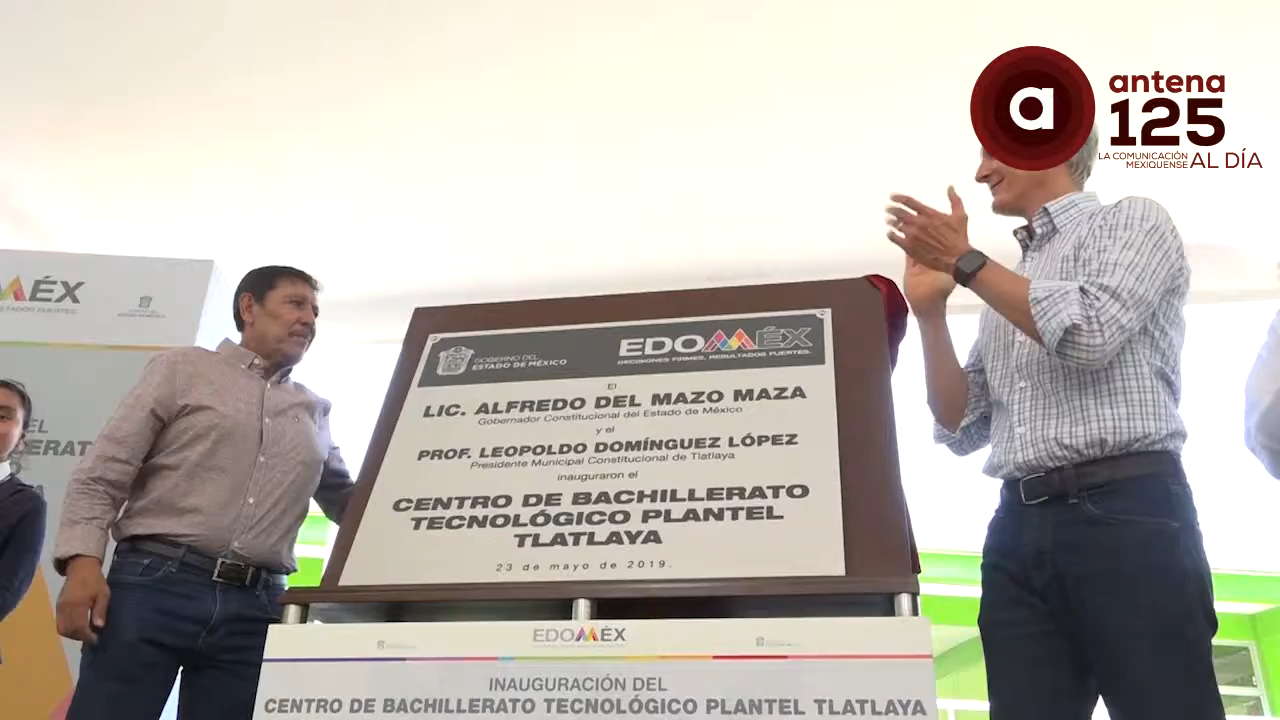 a
antena
125
LA COMUNICACIÓN
MEXIQUENSE AL DÍA
MÉX
GOBIERNO DEL
ESTADO DE MÉXICO
EDOMÉX
DECISIONES FIRMES, RESULTADOS FUERTES.
El
LIC. ALFREDO DEL MAZO MAZA
Gobernador Constitucional del Estado de México
y el
PROF. LEOPOLDO DOMÍNGUEZ LÓPEZ
Presidente Municipal Constitucional de Tlatlaya
inauguraron el
CENTRO DE BACHILLERATO
TECNOLÓGICO PLANTEL
TLATLAYA
23 de mayo de 2019.
EDOMÉX
INAUGURACIÓN DEL
CENTRO DE BACHILLERATO TECNOLÓGICO PLANTEL TLATLAYA